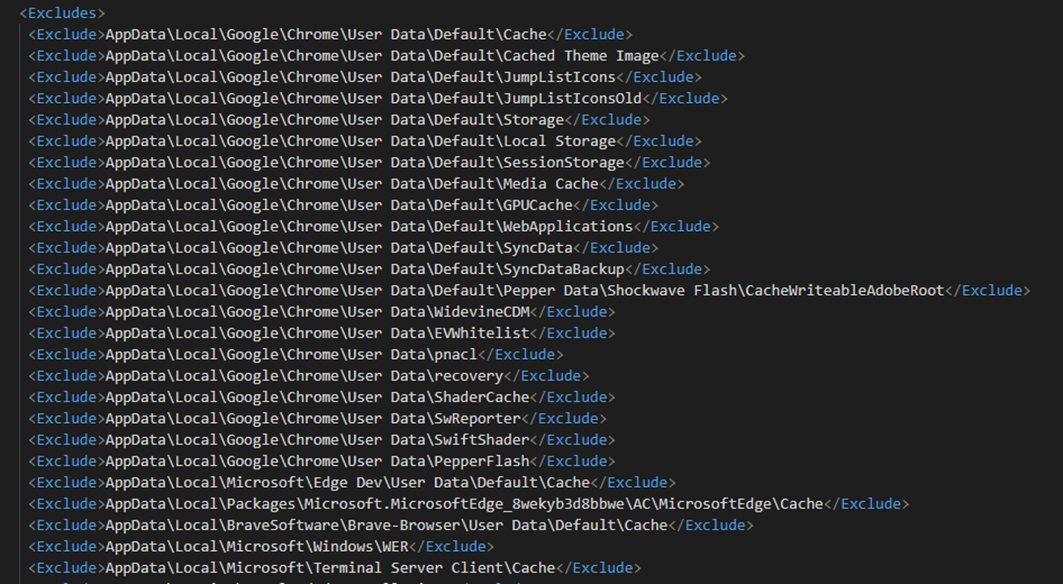 <Excludes>
<Exclude>AppData\Local\Google\Chrome\User Data\Default\Cache</Exclude>
<Exclude>AppData\Local\Google\Chrome\User Data\Default\Cached Theme Image</Exclude>
<Exclude>AppData\Local\Google\Chrome\User Data\Default\JumpListIcons</Exclude>
<Exclude>AppData\Local\Google\Chrome\User Data\Default\JumpListIconsOld</Exclude>
<Exclude>AppData\Local\Google\Chrome\User Data\Default\Storage</Exclude>
<Exclude>AppData\Local\Google\Chrome\User Data\Default\Local Storage</Exclude>
<Exclude>AppData\Local\Google\Chrome\User Data\Default\SessionStorage</Exclude>
<Exclude>AppData\Local\Google\Chrome\User Data\Default\Media Cache</Exclude>
<Exclude>AppData\Local\Google\Chrome\User Data\Default\GPUCache</Exclude>
<Exclude>AppData\Local\Google\Chrome\User Data\Default\WebApplications</Exclude>
<Exclude>AppData\Local\Google\Chrome\User Data\Default\SyncData</Exclude>
<Exclude>AppData\Local\Google\Chrome\User Data\Default\SyncDataBackup</Exclude>
<Exclude>AppData\Local\Google\Chrome\User Data\Default\Pepper Data\Shockwave Flash\CacheWriteableAdobeRoot</Exclude>
<Exclude>AppData\Local\Google\Chrome\User Data\WidevineCDM</Exclude>
<Exclude>AppData\Local\Google\Chrome\User Data\EVWhitelist</Exclude>
<Exclude>AppData\Local\Google\Chrome\User Data\pnacl</Exclude>
<Exclude>AppData\Local\Google\Chrome\User Data\recovery</Exclude>
<Exclude>AppData\Local\Google\Chrome\User Data\ShaderCache</Exclude>
<Exclude>AppData\Local\Google\Chrome\User Data\SwReporter</Exclude>
<Exclude>AppData\Local\Google\Chrome\User Data\SwiftShader</Exclude>
<Exclude>AppData\Local\Google\Chrome\User Data\PepperFlash</Exclude>
<Exclude>AppData\Local\Microsoft\Edge Dev\User Data\Default\Cache</Exclude>
<Exclude>AppData\Local\Packages\Microsoft.MicrosoftEdge_8wekyb3d8bbwe\AC\MicrosoftEdge\Cache</Exclude>
<Exclude>AppData\Local\BraveSoftware\Brave-Browser\User Data\Default\Cache</Exclude>
<Exclude>AppData\Local\Microsoft\Windows\WER</Exclude>
<Exclude>AppData\Local\Microsoft\Terminal Server Client\Cache</Exclude>